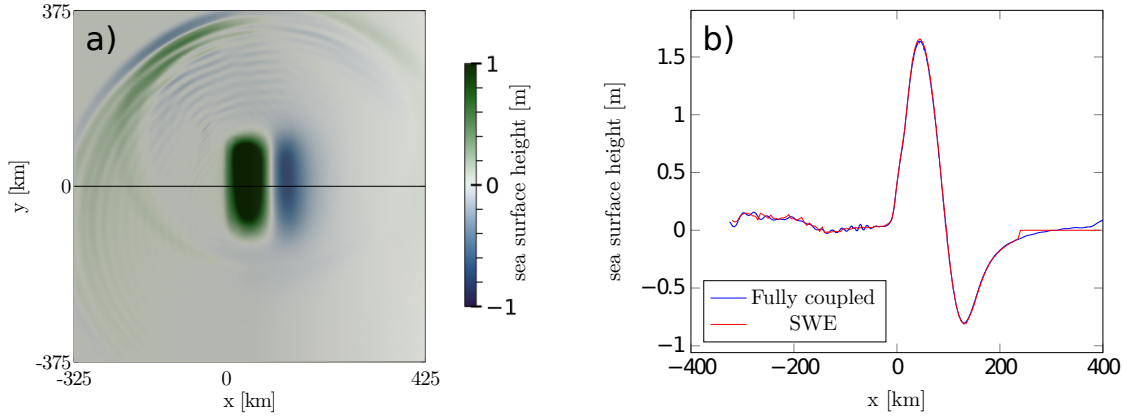 a)
375
0
-375
y [km]
-325
0
425
x [km]
1
0
−1
sea surface height [m]
b)
1.5
1
0.5
0
−0.5
−1
sea surface height [m]
Fully coupled
SWE
−400
−200
0
200
400
x [km]